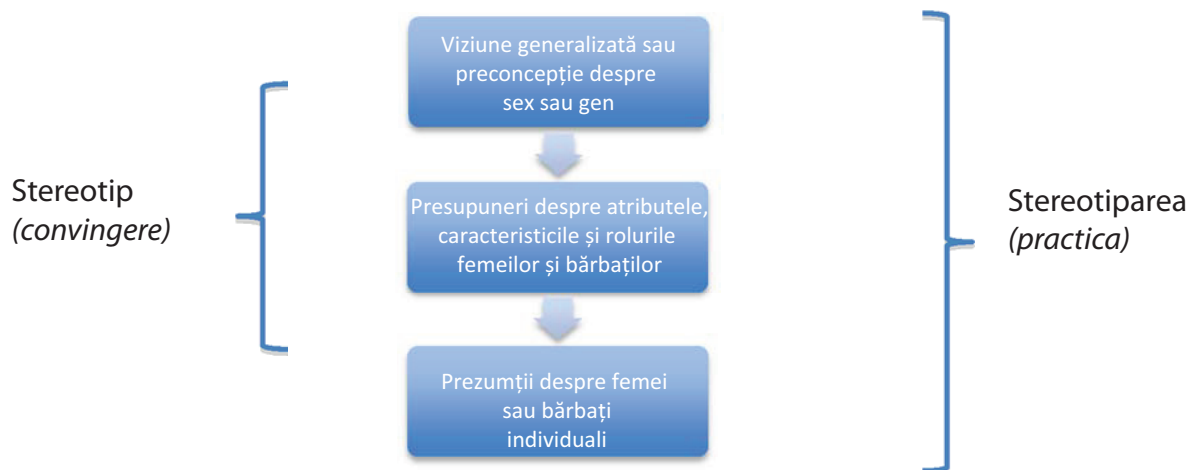 Stereotip
(convingere)
Viziune generalizată sau
preconcepție despre
sex sau gen
Presupuneri despre atributele,
caracteristicile și rolurile
femeilor și bărbaților
Prezumții despre femei
sau bărbați
individuali
Stereotiparea
(practica)